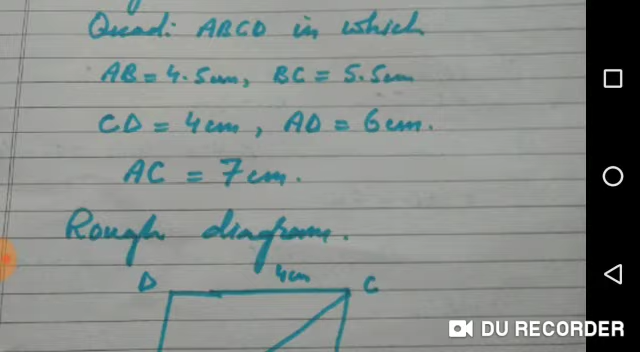 Quad: ABCD in which
AB = 4.5cm, BC = 5.5cm
CD = 4cm, AD = 6cm.
AC = 7cm.
Rough diagram.
4cm
D C
DU RECORDER